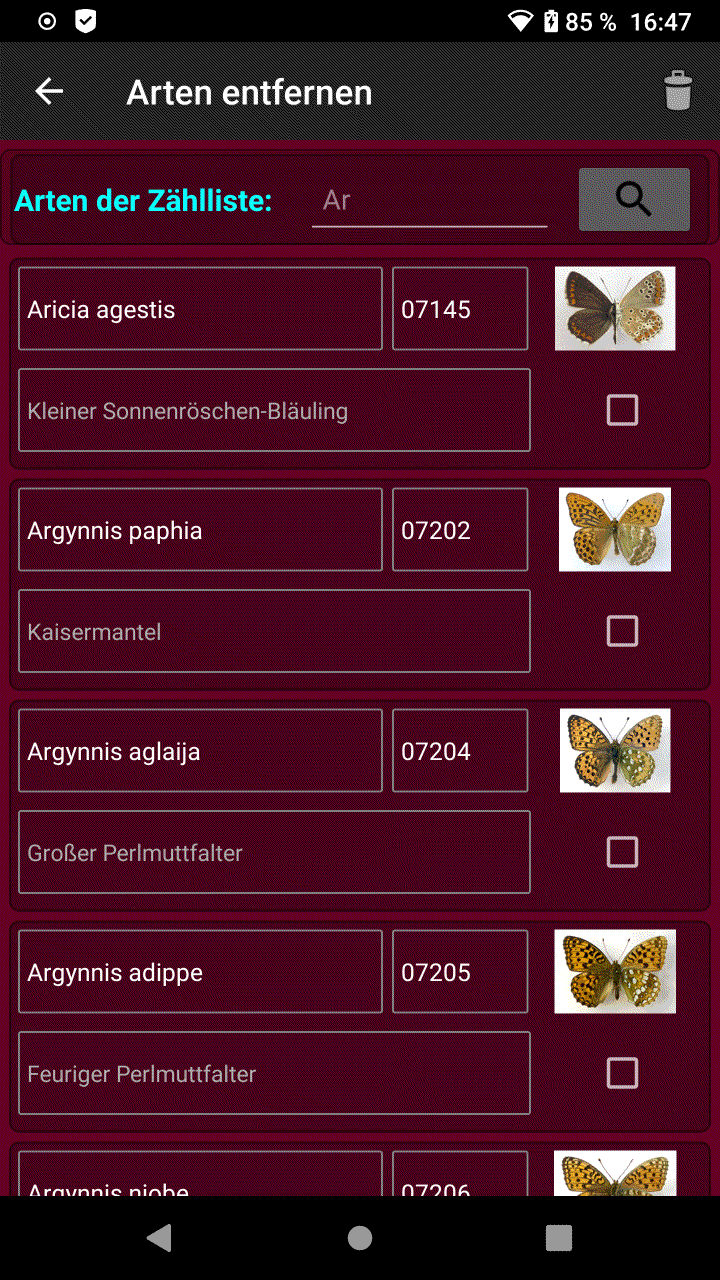 85 % 16:47
Arten entfernen
Arten der Zählliste: Ar
Aricia agestis 07145
Kleiner Sonnenröschen-Bläuling
Argynnis paphia 07202
Kaisermantel
Argynnis aglaija 07204
Großer Perlmuttfalter
Argynnis adippe 07205
Feuriger Perlmuttfalter
Argynnis niobe 07206